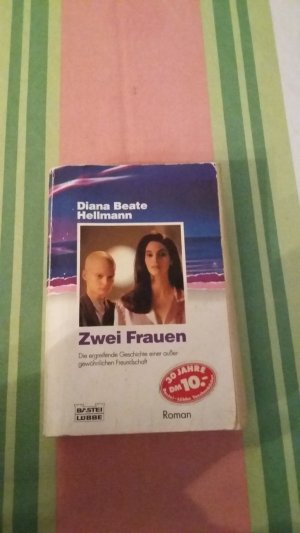 Diana Beate
Hellmann
Zwei Frauen
Die ergreifende Geschichte einer außer-
gewöhnlichen Freundschaft
30 JAHRE
DM 10.-
BASTEI
LÜBBE
Roman